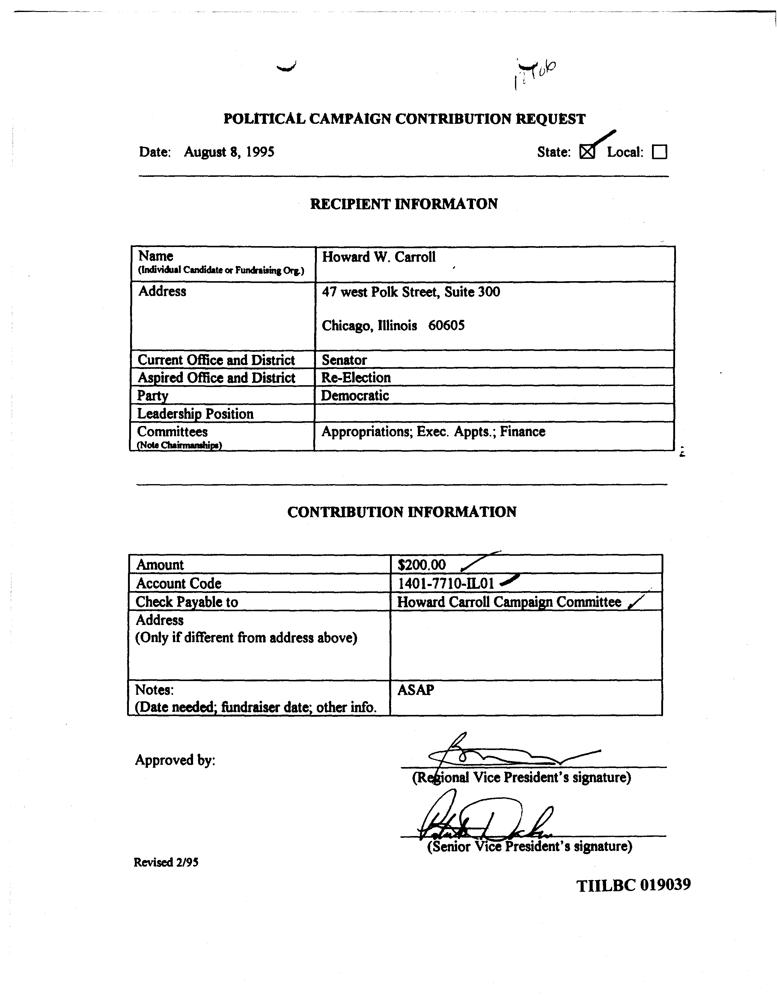 POLITICAL CAMPAIGN CONTRIBUTION REQUEST
Date: August 8, 1995 State: ☒ Local: ☐
RECIPIENT INFORMATON
Name Howard W. Carroll
(Individual Candidate or Fundraising Org.)
Address 47 west Polk Street, Suite 300
Chicago, Illinois 60605
Current Office and District Senator
Aspired Office and District Re-Election
Party Democratic
Leadership Position
Committees Appropriations; Exec. Appts.; Finance
(Note Chairmanships)
CONTRIBUTION INFORMATION
Amount $200.00
Account Code 1401-7710-IL01
Check Payable to Howard Carroll Campaign Committee
Address
(Only if different from address above)
Notes: ASAP
(Date needed; fundraiser date; other info.
Approved by:
(Regional Vice President's signature)
(Senior Vice President's signature)
Revised 2/95
TIILBC 019039